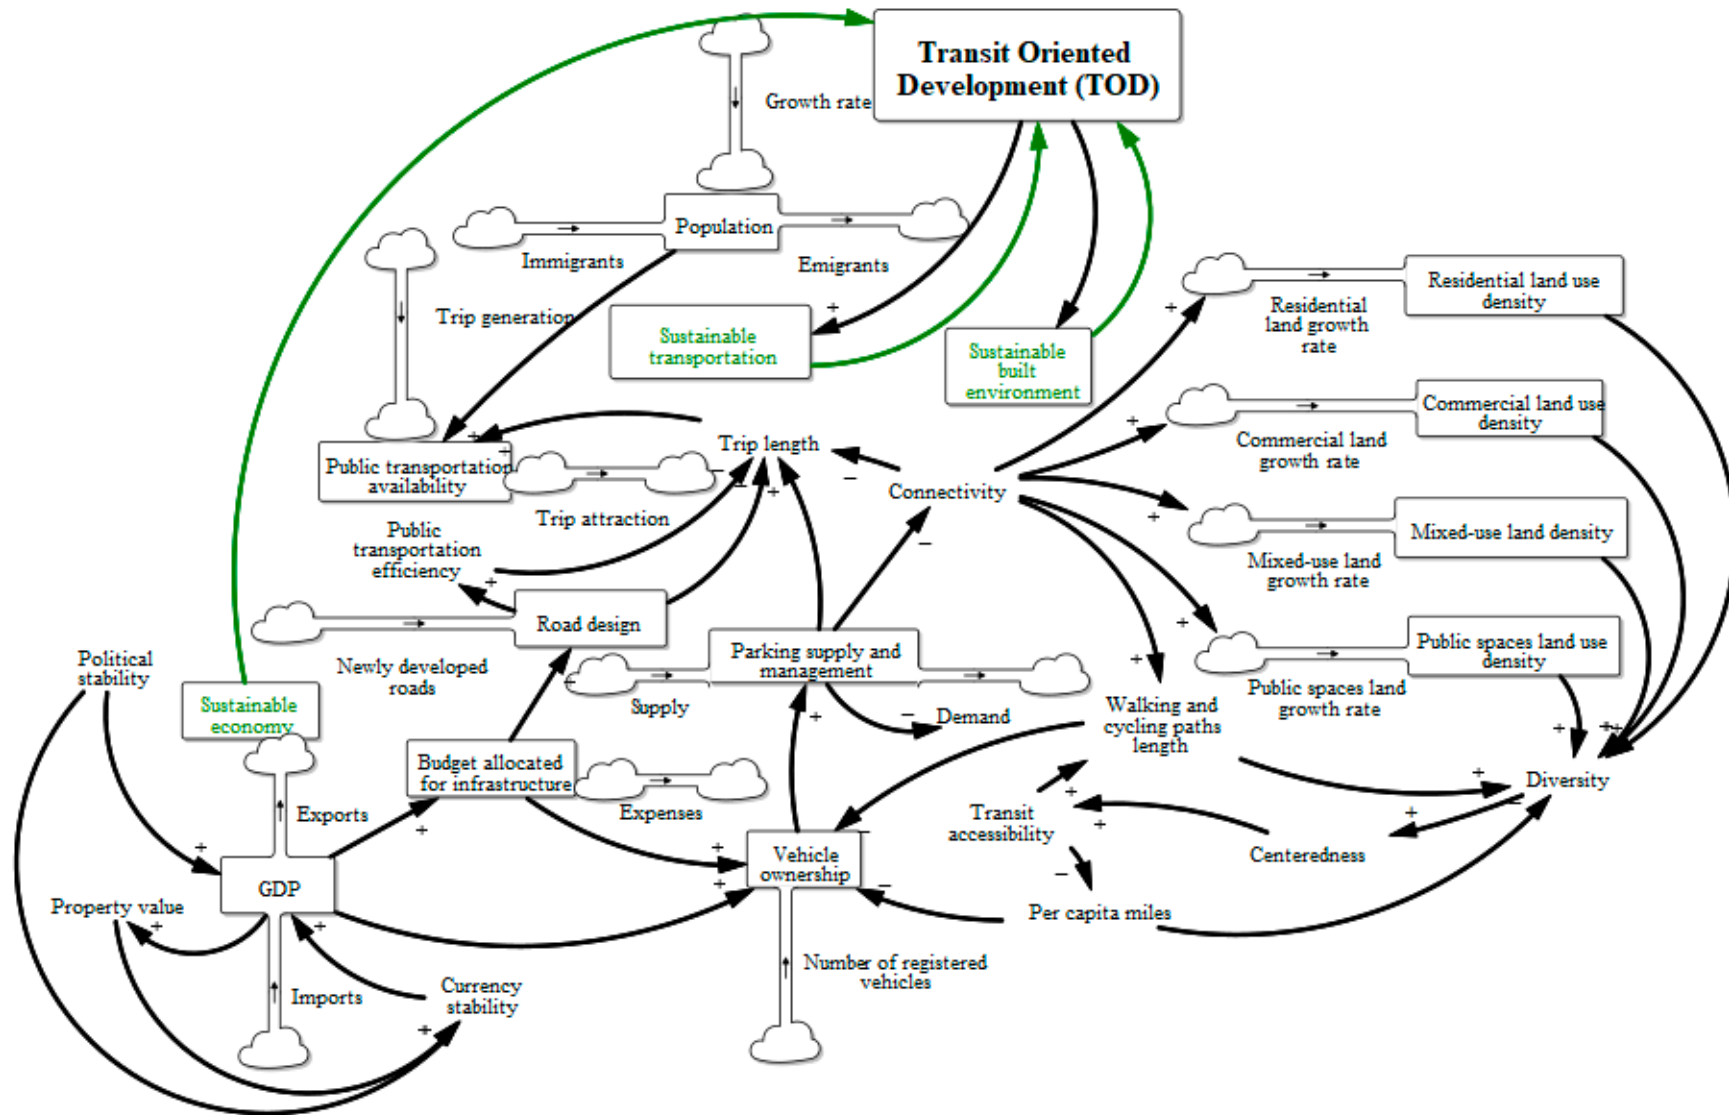 Transit Oriented
Development (TOD)
Growth rate
Population
Immigrants
Emigrants
Trip generation
+
Sustainable
transportation
Sustainable
built
environment
+
Residential
land growth
rate
Residential land use
density
+
Commercial land
growth rate
Commercial land use
density
+
+
Public transportation
availability
Trip attraction
Trip length
−
−
+
−
Connectivity
−
+
Mixed-use land
growth rate
Mixed-use land density
Public
transportation
efficiency
+
Road design
Newly developed
roads
−
Parking supply and
management
Supply
−
Demand
+
+
Public spaces land
growth rate
Public spaces land use
density
+
Walking and
cycling paths
length
+
++
Political
stability
Sustainable
economy
Budget allocated
for infrastructure
Expenses
+
Exports
+
+
Transit
accessibility
+
+
−
+
−
+
Diversity
Centeredness
GDP
+
+
−
Vehicle
ownership
−
Per capita miles
Property value
+
+
Imports
Currency
stability
+
Number of registered
vehicles